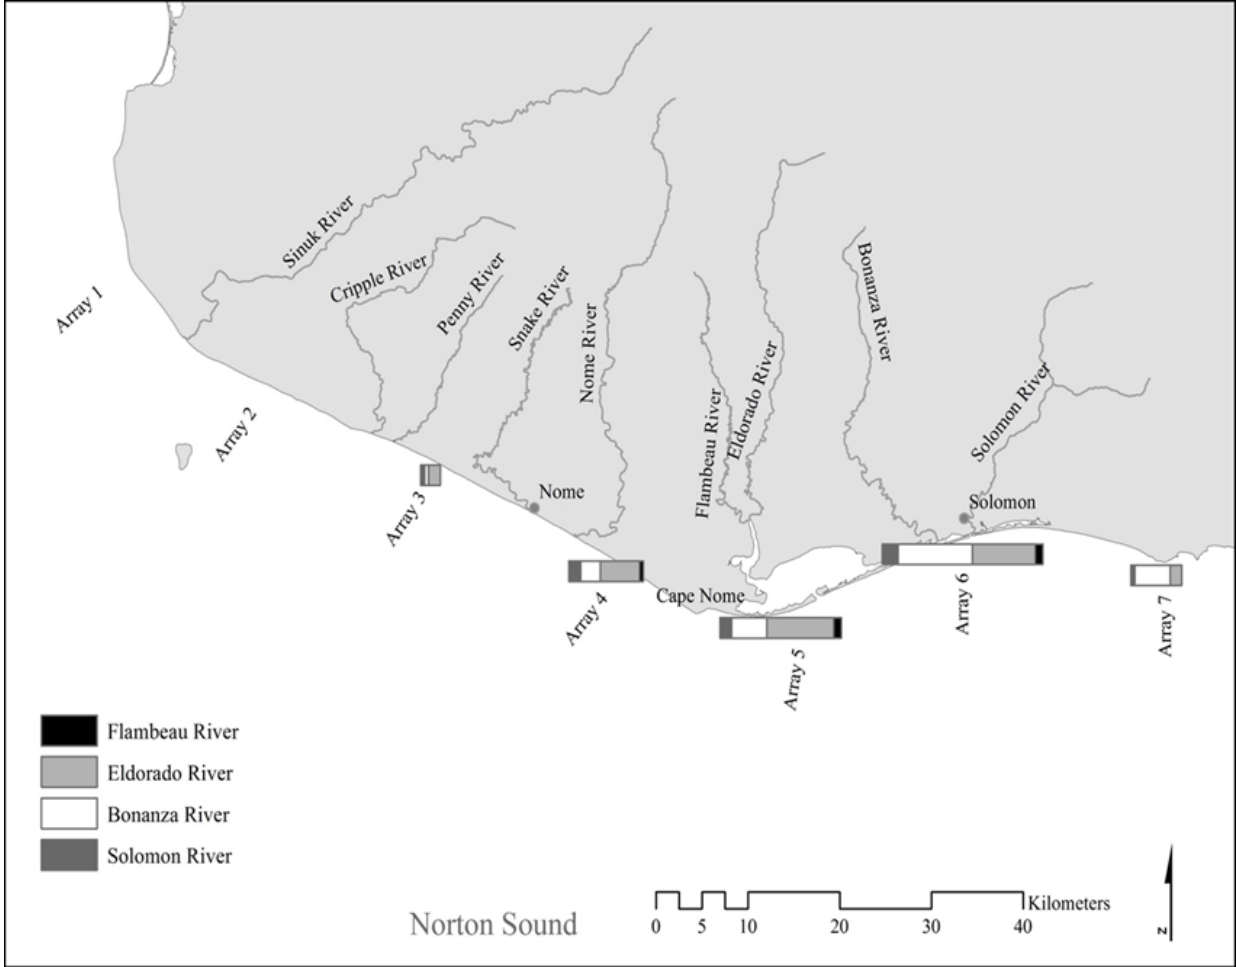 Sinuk River
Cripple River
Penny River
Snake River
Nome River
Flambeau River
Eldorado River
Bonanza River
Solomon River
Array 1
Array 2
Array 3
Nome
Array 4
Cape Nome
Array 5
Solomon
Array 6
Array 7
Flambeau River
Eldorado River
Bonanza River
Solomon River
Norton Sound
Kilometers
0 5 10 20 30 40
N